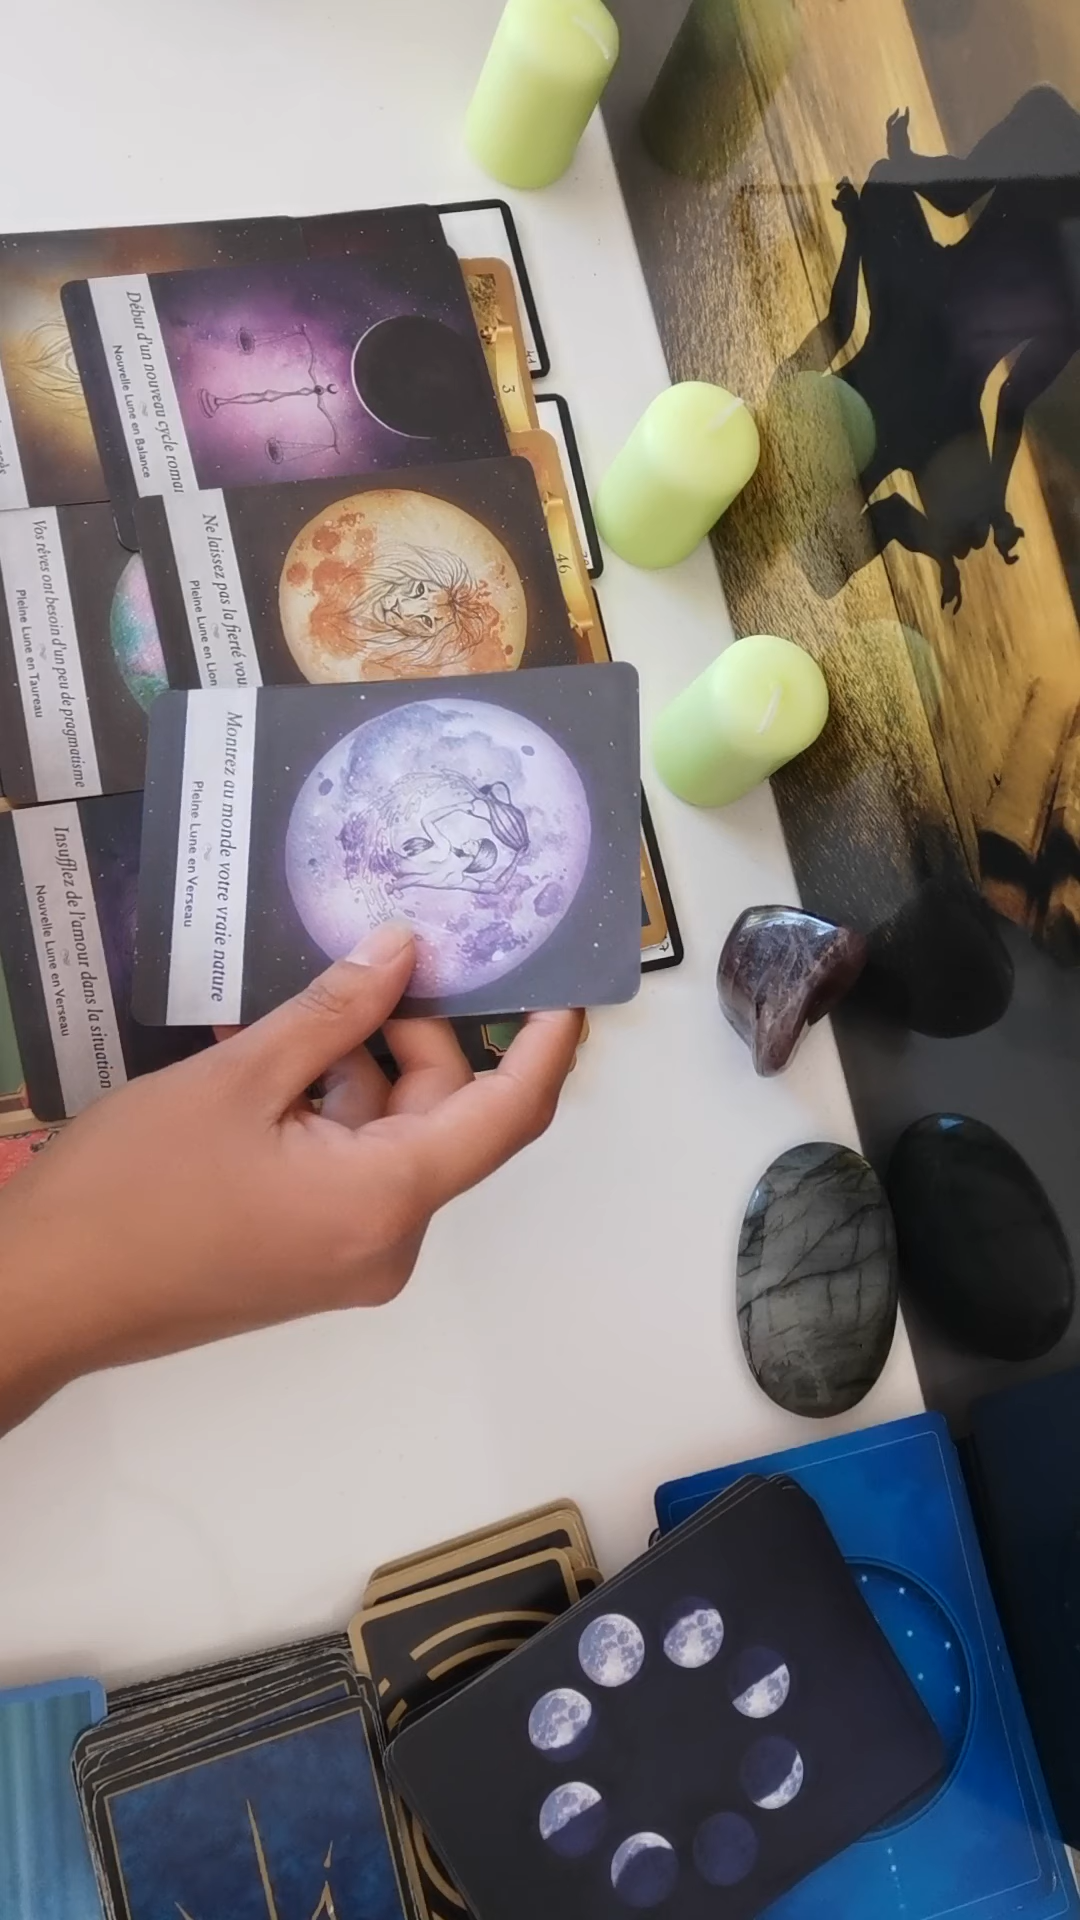 Début d'un nouveau cycle
Nouvelle Lune en Balance
Ne laissez pas la fierté
Pleine Lune en Lion
Vos rêves ont besoin d'un peu de pragmatisme
Pleine Lune en Taureau
Montrez au monde votre vraie nature
Pleine Lune en Verseau
Insufflez de l'amour dans la situation
Nouvelle Lune en Verseau
3
46